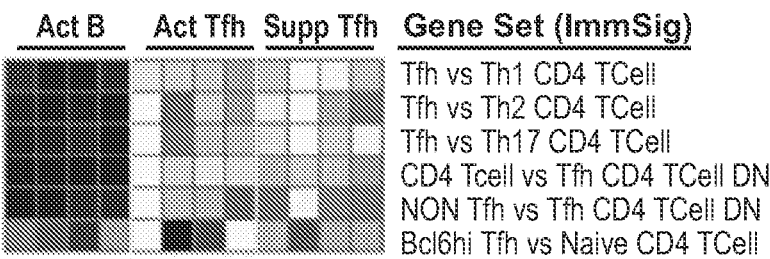 Act B Act Tfh Supp Tfh Gene Set (ImmSig)
Tfh vs Th1 CD4 TCell
Tfh vs Th2 CD4 TCell
Tfh vs Th17 CD4 TCell
CD4 Tcell vs Tfh CD4 TCell DN
NON Tfh vs Tfh CD4 TCell DN
Bcl6hi Tfh vs Naive CD4 TCell